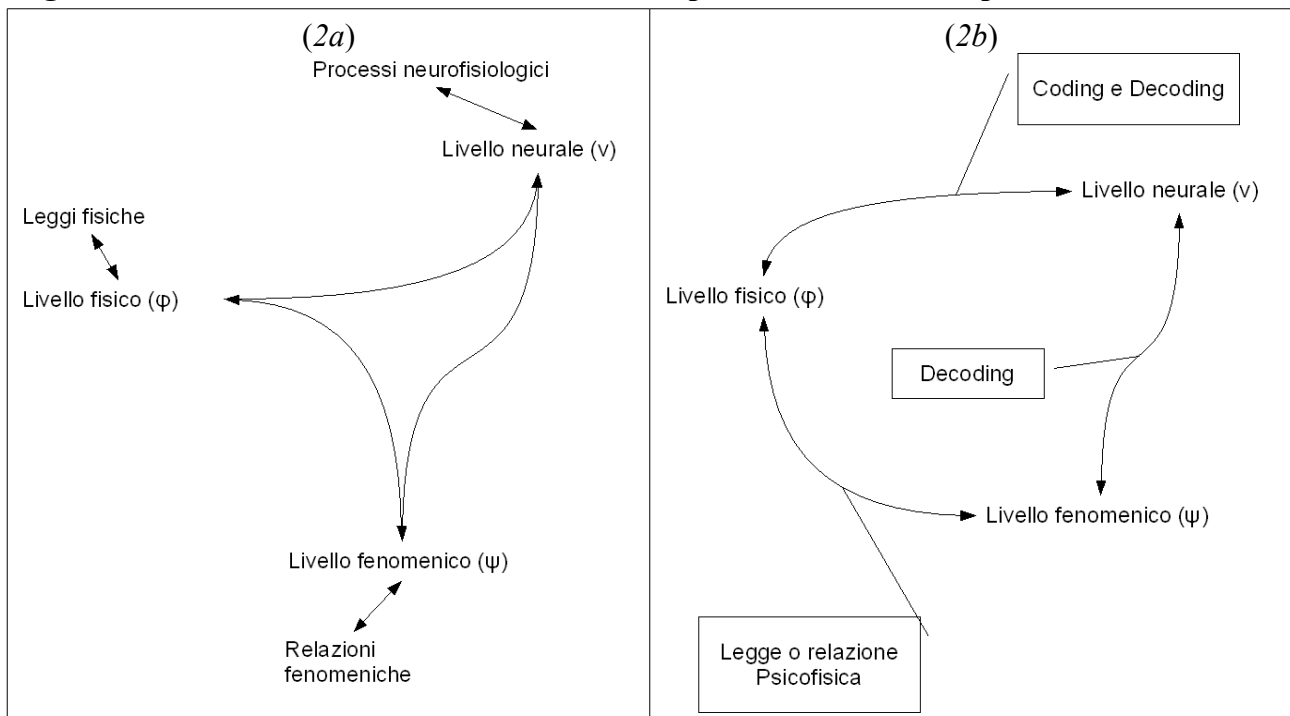 (2a)
Processi neurofisiologici
Livello neurale (ν)
Leggi fisiche
Livello fisico (φ)
Livello fenomenico (ψ)
Relazioni
fenomeniche
(2b)
Coding e Decoding
Livello neurale (ν)
Livello fisico (φ)
Decoding
Livello fenomenico (ψ)
Legge o relazione
Psicofisica